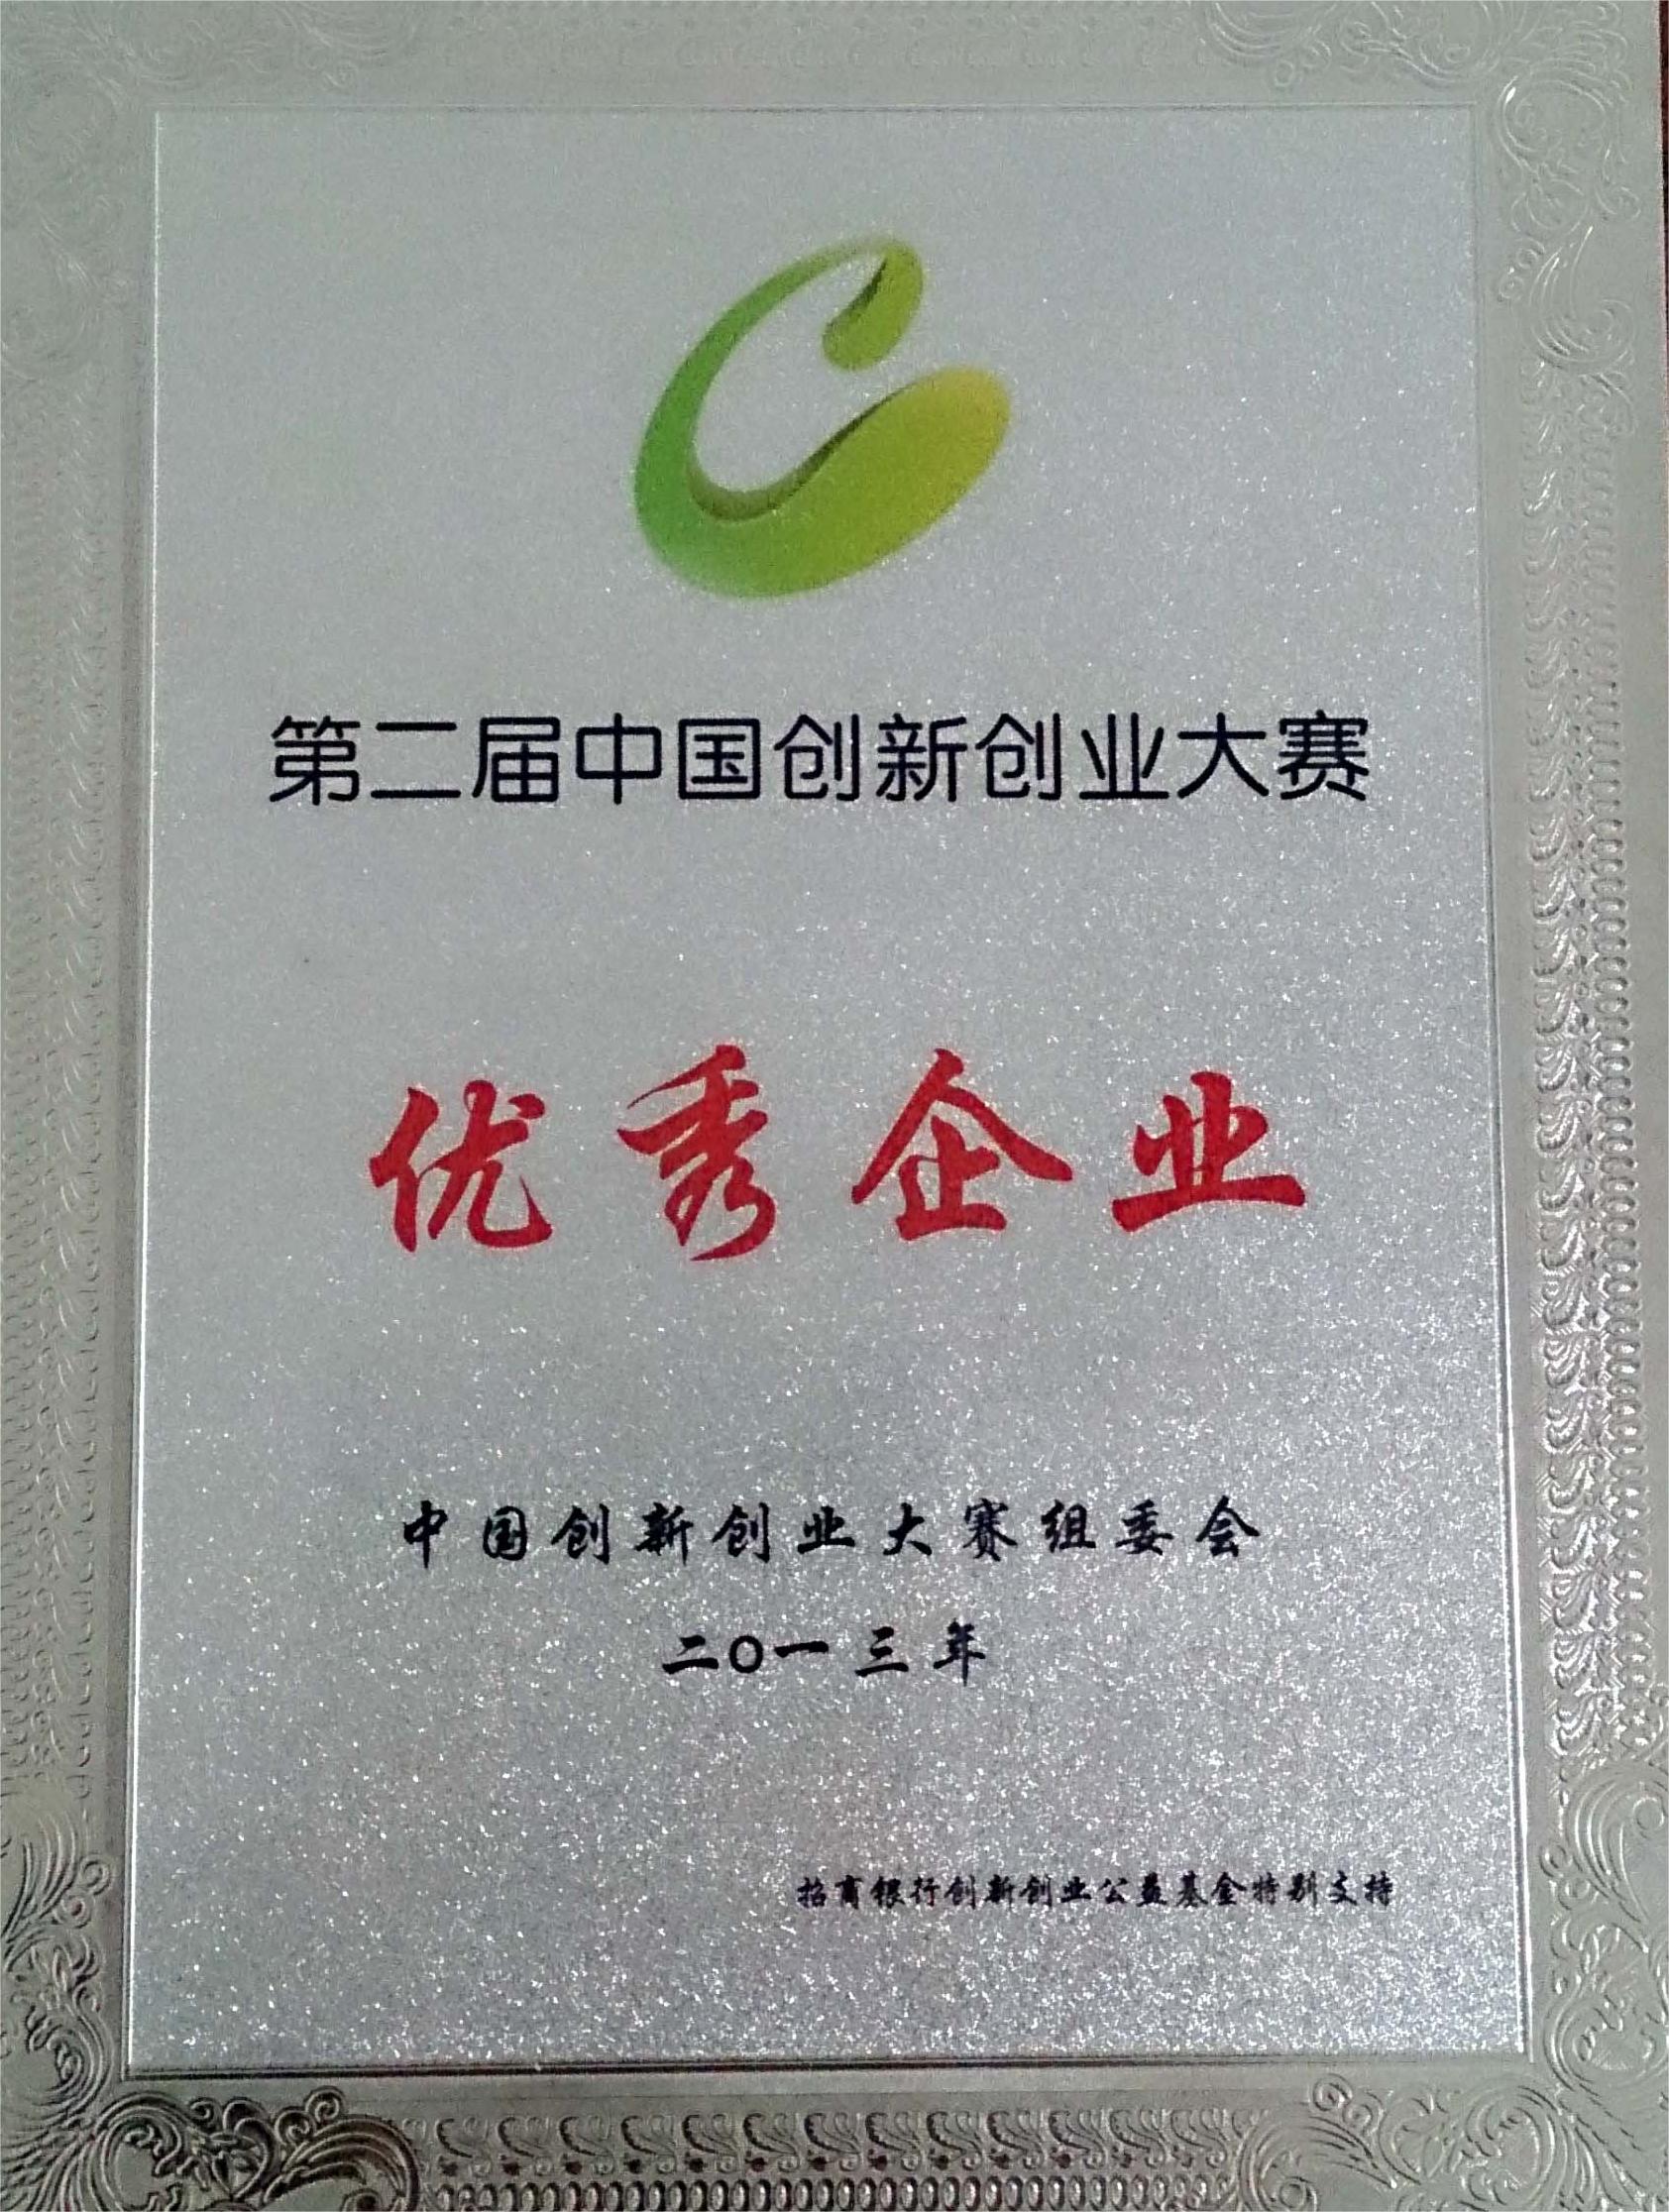 第二届中国创新创业大赛
优秀企业
中国创新创业大赛组委会
二〇一三年
招商银行创新创业公益基金特别支持